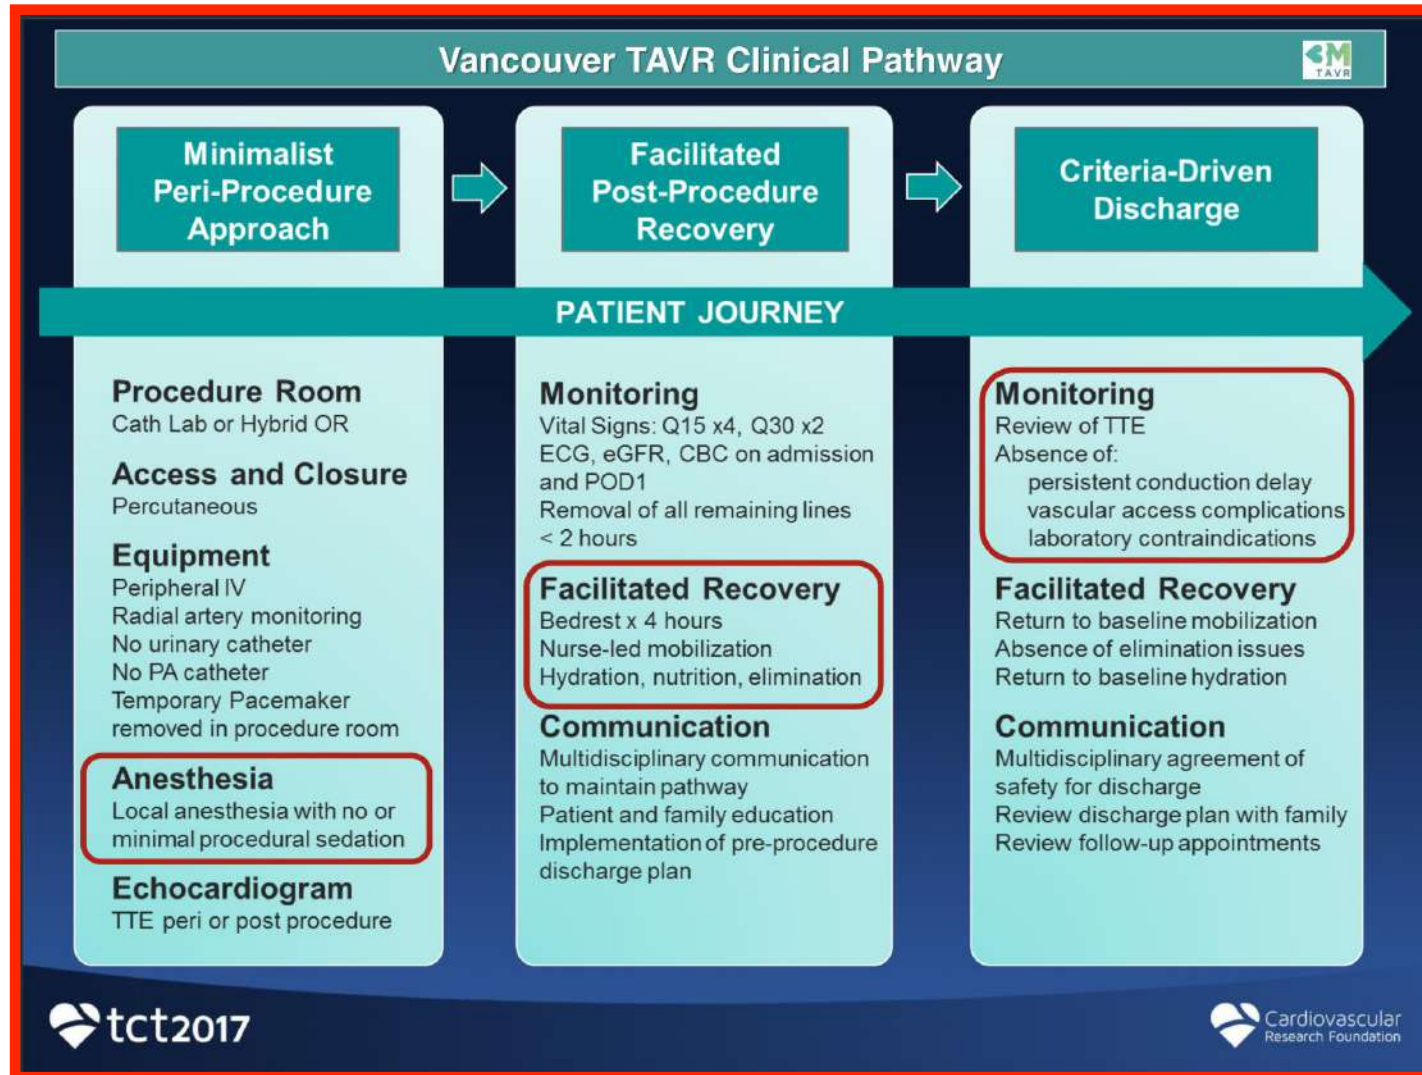 Vancouver TAVR Clinical Pathway
3M
TAVR
Minimalist
Peri-Procedure
Approach
Facilitated
Post-Procedure
Recovery
Criteria-Driven
Discharge
PATIENT JOURNEY
Procedure Room
Cath Lab or Hybrid OR
Access and Closure
Percutaneous
Equipment
Peripheral IV
Radial artery monitoring
No urinary catheter
No PA catheter
Temporary Pacemaker
removed in procedure room
Anesthesia
Local anesthesia with no or
minimal procedural sedation
Echocardiogram
TTE peri or post procedure
Monitoring
Vital Signs: Q15 x4, Q30 x2
ECG, eGFR, CBC on admission
and POD1
Removal of all remaining lines
< 2 hours
Facilitated Recovery
Bedrest x 4 hours
Nurse-led mobilization
Hydration, nutrition, elimination
Communication
Multidisciplinary communication
to maintain pathway
Patient and family education
Implementation of pre-procedure
discharge plan
Monitoring
Review of TTE
Absence of:
persistent conduction delay
vascular access complications
laboratory contraindications
Facilitated Recovery
Return to baseline mobilization
Absence of elimination issues
Return to baseline hydration
Communication
Multidisciplinary agreement of
safety for discharge
Review discharge plan with family
Review follow-up appointments
tct2017
Cardiovascular
Research Foundation